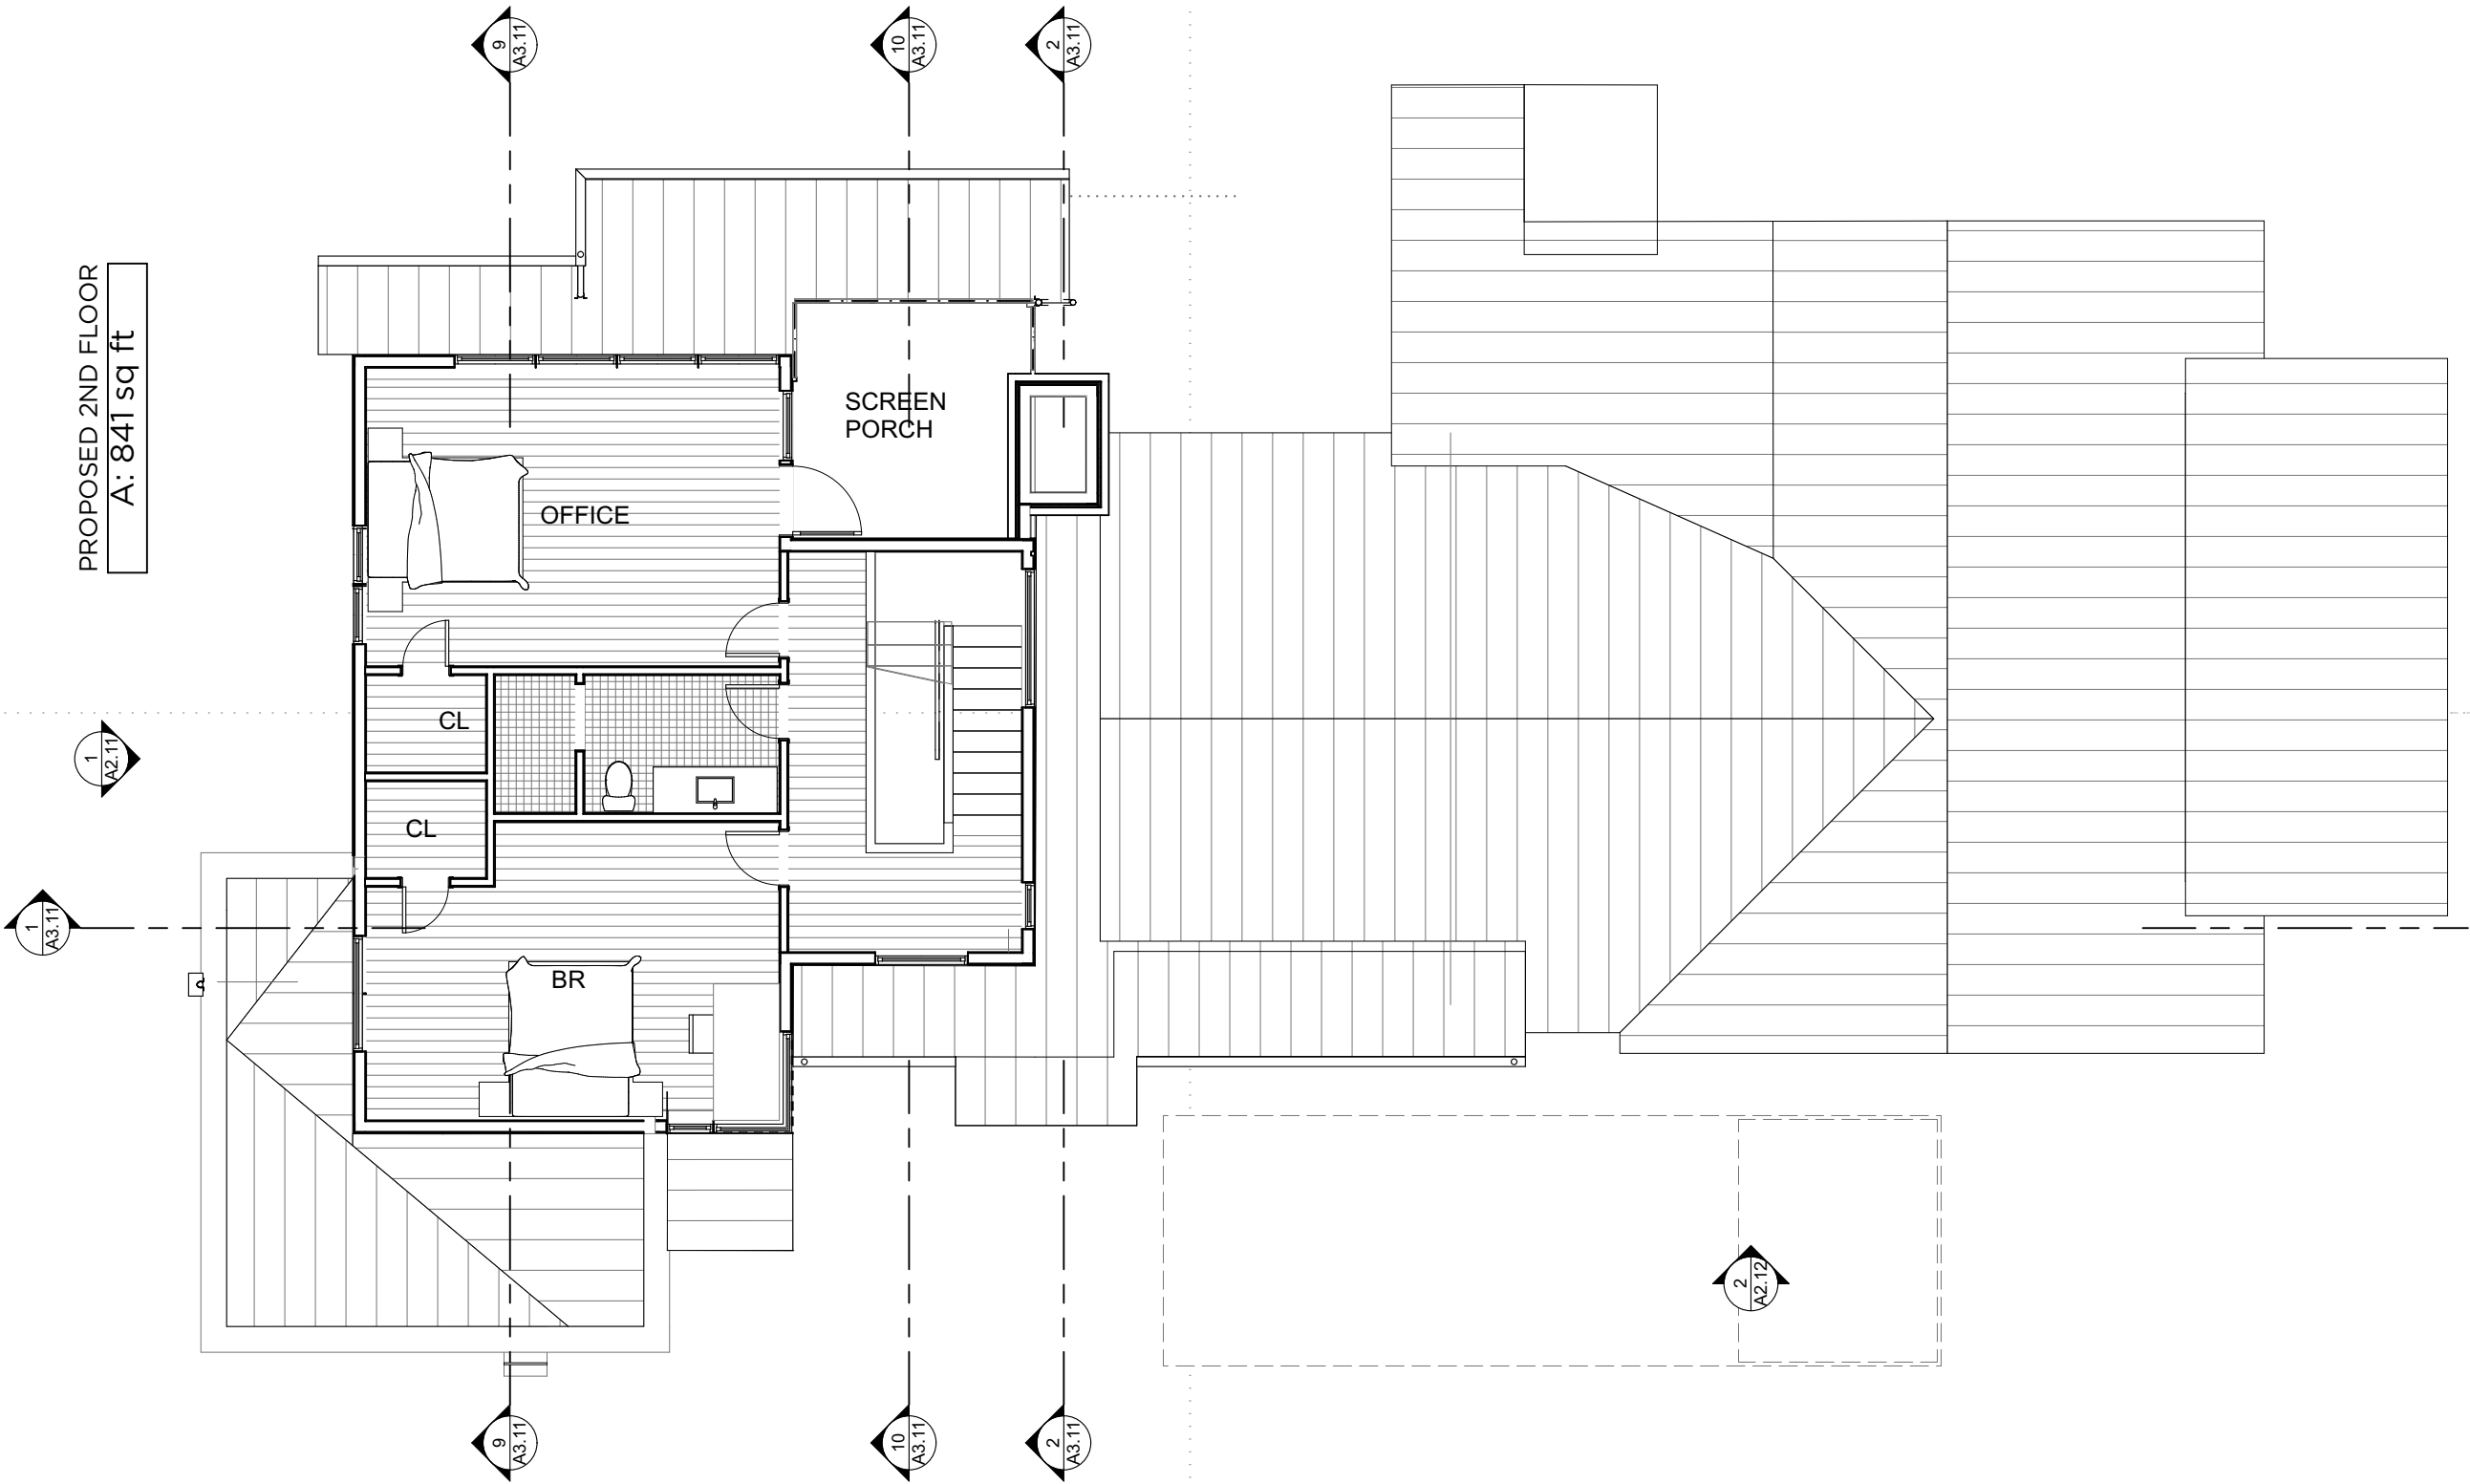 9
A3.11
10
A3.11
2
A3.11
PROPOSED 2ND FLOOR
A: 841 sq ft
SCREEN
PORCH
OFFICE
CL
1
A2.11
CL
1
A3.11
BR
2
A2.12
9
A3.11
10
A3.11
2
A3.11